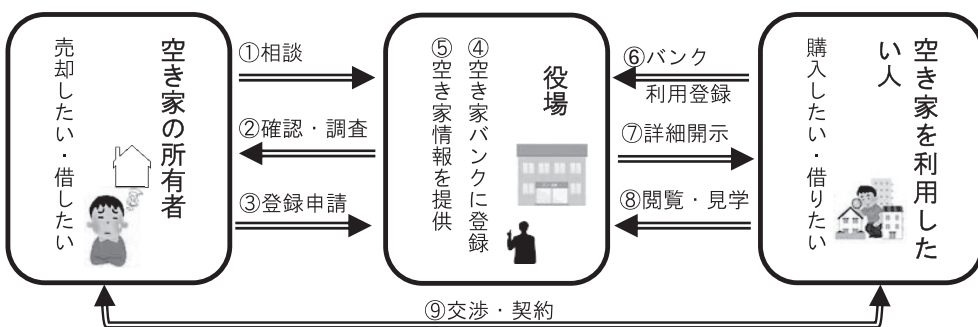 空き家の所有者
売却したい・借したい
①相談
②確認・調査
③登録申請
役場
④空き家バンクに登録
⑤空き家情報を提供
⑥バンク
利用登録
⑦詳細開示
⑧閲覧・見学
空き家を利用した
い人
購入したい・借りたい
⑨交渉・契約